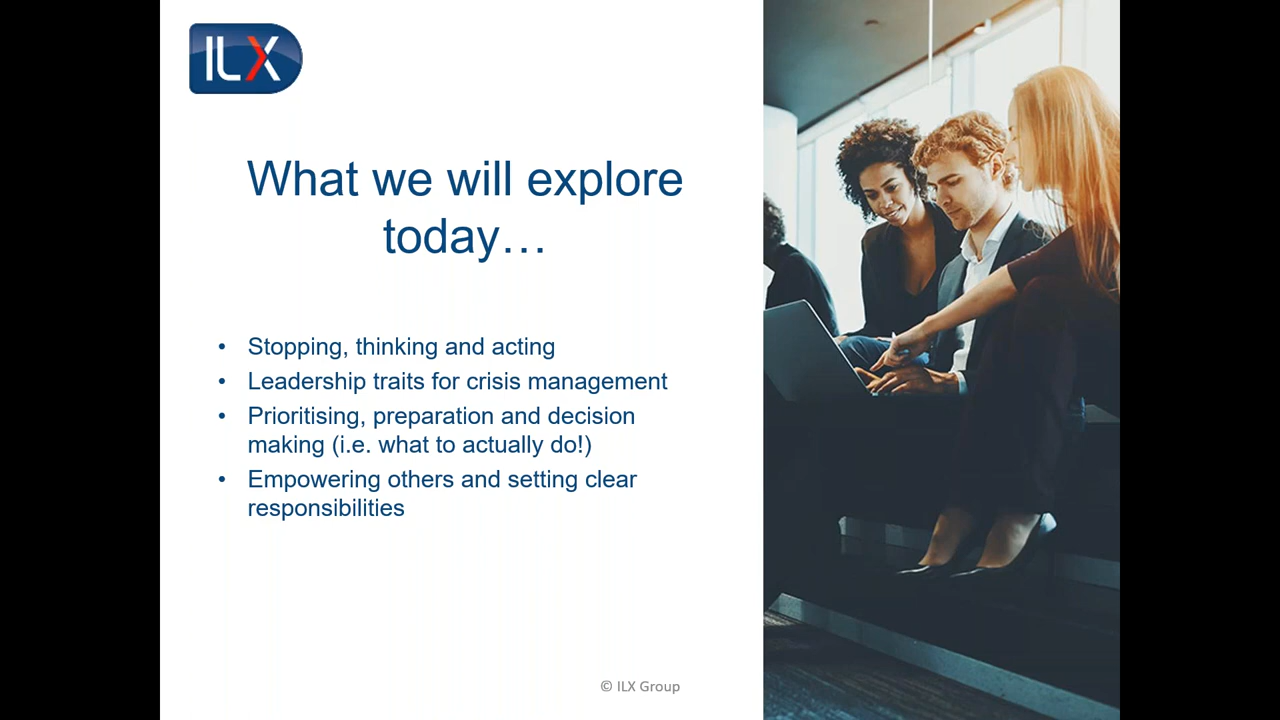 ILX
What we will explore
today…
• Stopping, thinking and acting
• Leadership traits for crisis management
• Prioritising, preparation and decision
making (i.e. what to actually do!)
• Empowering others and setting clear
responsibilities
© ILX Group